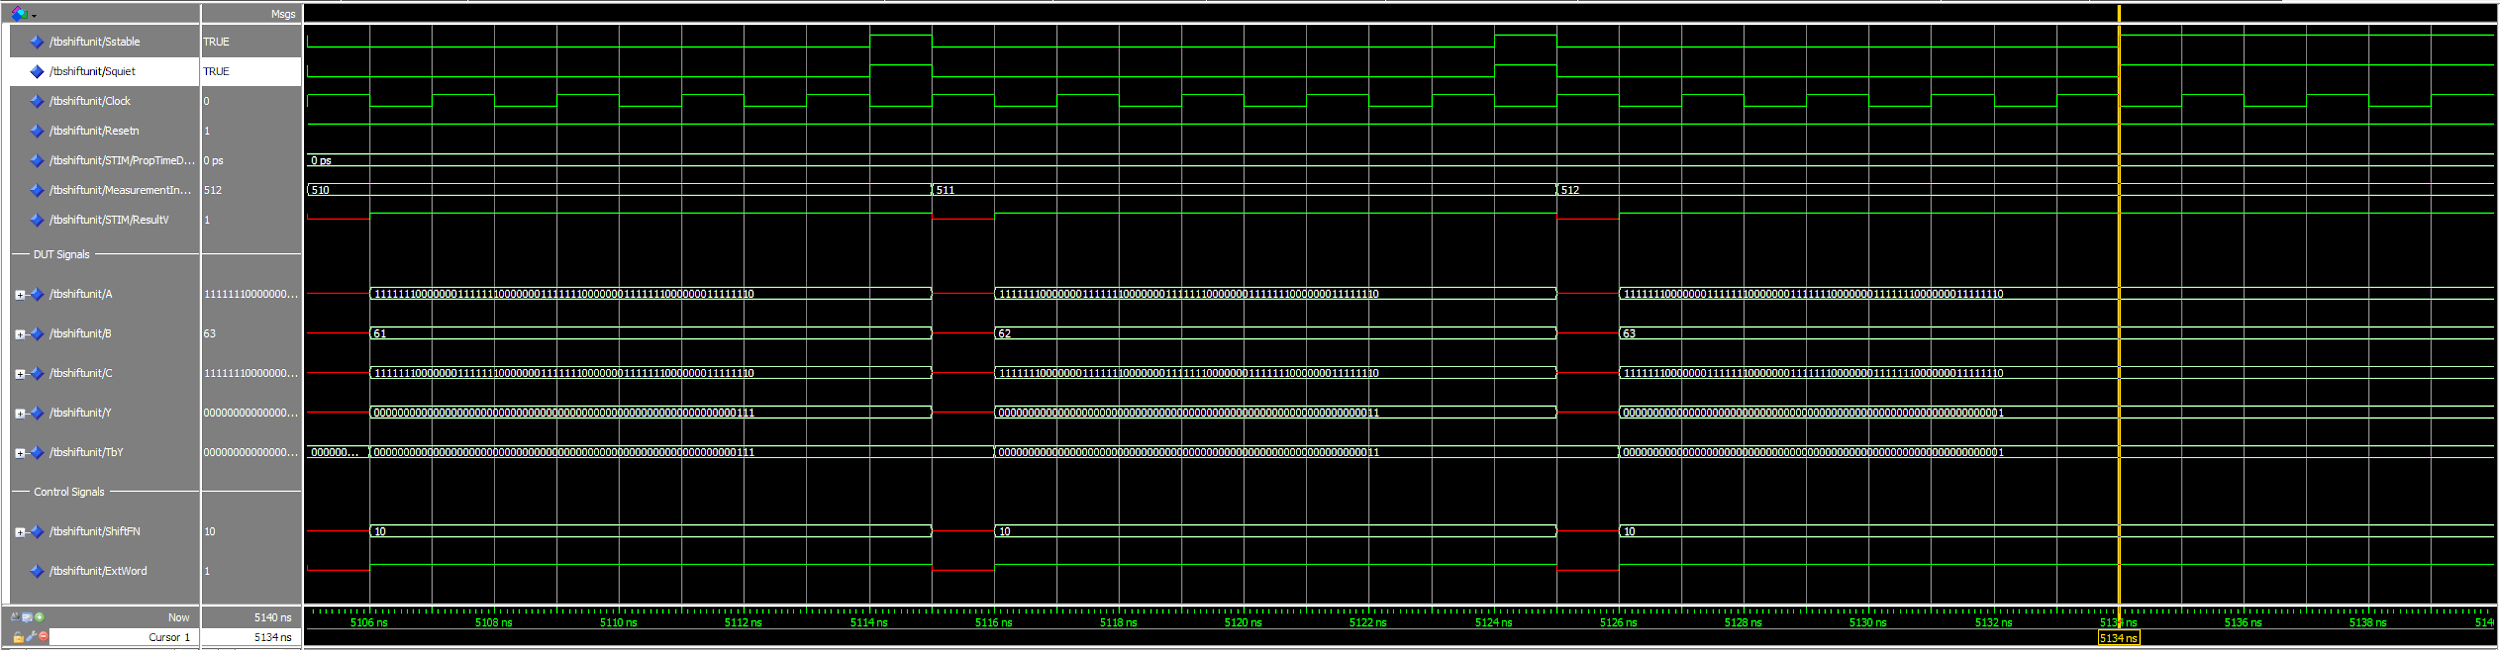 Msgs
/tbshiftunit/Sstable TRUE
/tbshiftunit/Squiet TRUE
/tbshiftunit/Clock 0
/tbshiftunit/Resetn 1
/tbshiftunit/STIM/PropTimeD... 0 ps 0 ps
/tbshiftunit/MeasurementIn... 512 510 511 512
/tbshiftunit/STIM/ResultV 1
DUT Signals
/tbshiftunit/A 11111110000000... 1111111000000011111110000000111111100000001111111000000011111110 1111111000000011111110000000111111100000001111111000000011111110 1111111000000011111110000000111111100000001111111000000011111110
/tbshiftunit/B 63 61 62 63
/tbshiftunit/C 11111110000000... 1111111000000011111110000000111111100000001111111000000011111110 1111111000000011111110000000111111100000001111111000000011111110 1111111000000011111110000000111111100000001111111000000011111110
/tbshiftunit/Y 00000000000000... 0000000000000000000000000000000000000000000000000000000000000111 0000000000000000000000000000000000000000000000000000000000000011 0000000000000000000000000000000000000000000000000000000000000001
/tbshiftunit/TbY 00000000000000... 000000... 0000000000000000000000000000000000000000000000000000000000000111 0000000000000000000000000000000000000000000000000000000000000011 0000000000000000000000000000000000000000000000000000000000000001
Control Signals
/tbshiftunit/ShiftFN 10 10 10 10
/tbshiftunit/ExtWord 1
Now 5140 ns 5106 ns 5108 ns 5110 ns 5112 ns 5114 ns 5116 ns 5118 ns 5120 ns 5122 ns 5124 ns 5126 ns 5128 ns 5130 ns 5132 ns 5134 ns 5136 ns 5138 ns
Cursor 1 5134 ns 5134 ns